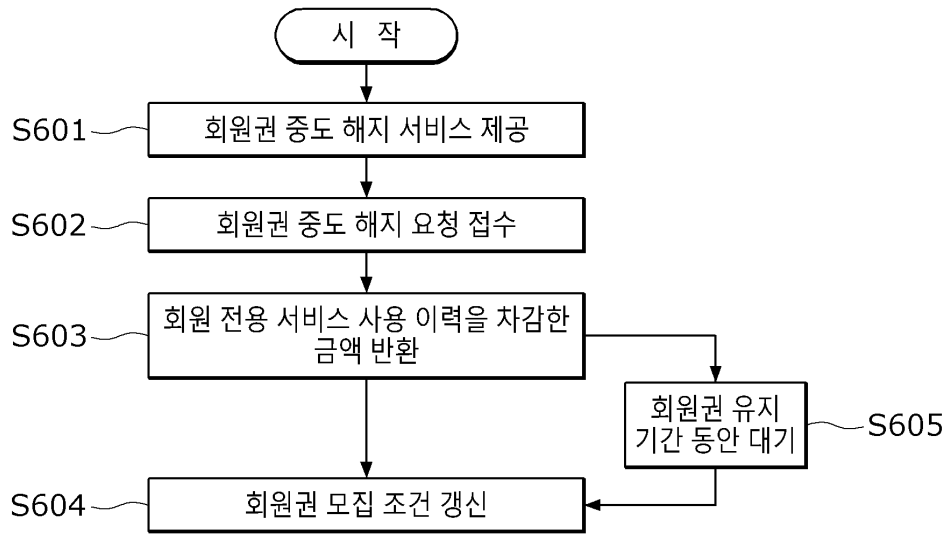 시 작
S601
회원권 중도 해지 서비스 제공
S602
회원권 중도 해지 요청 접수
S603
회원 전용 서비스 사용 이력을 차감한
금액 반환
회원권 유지
기간 동안 대기
S605
S604
회원권 모집 조건 갱신